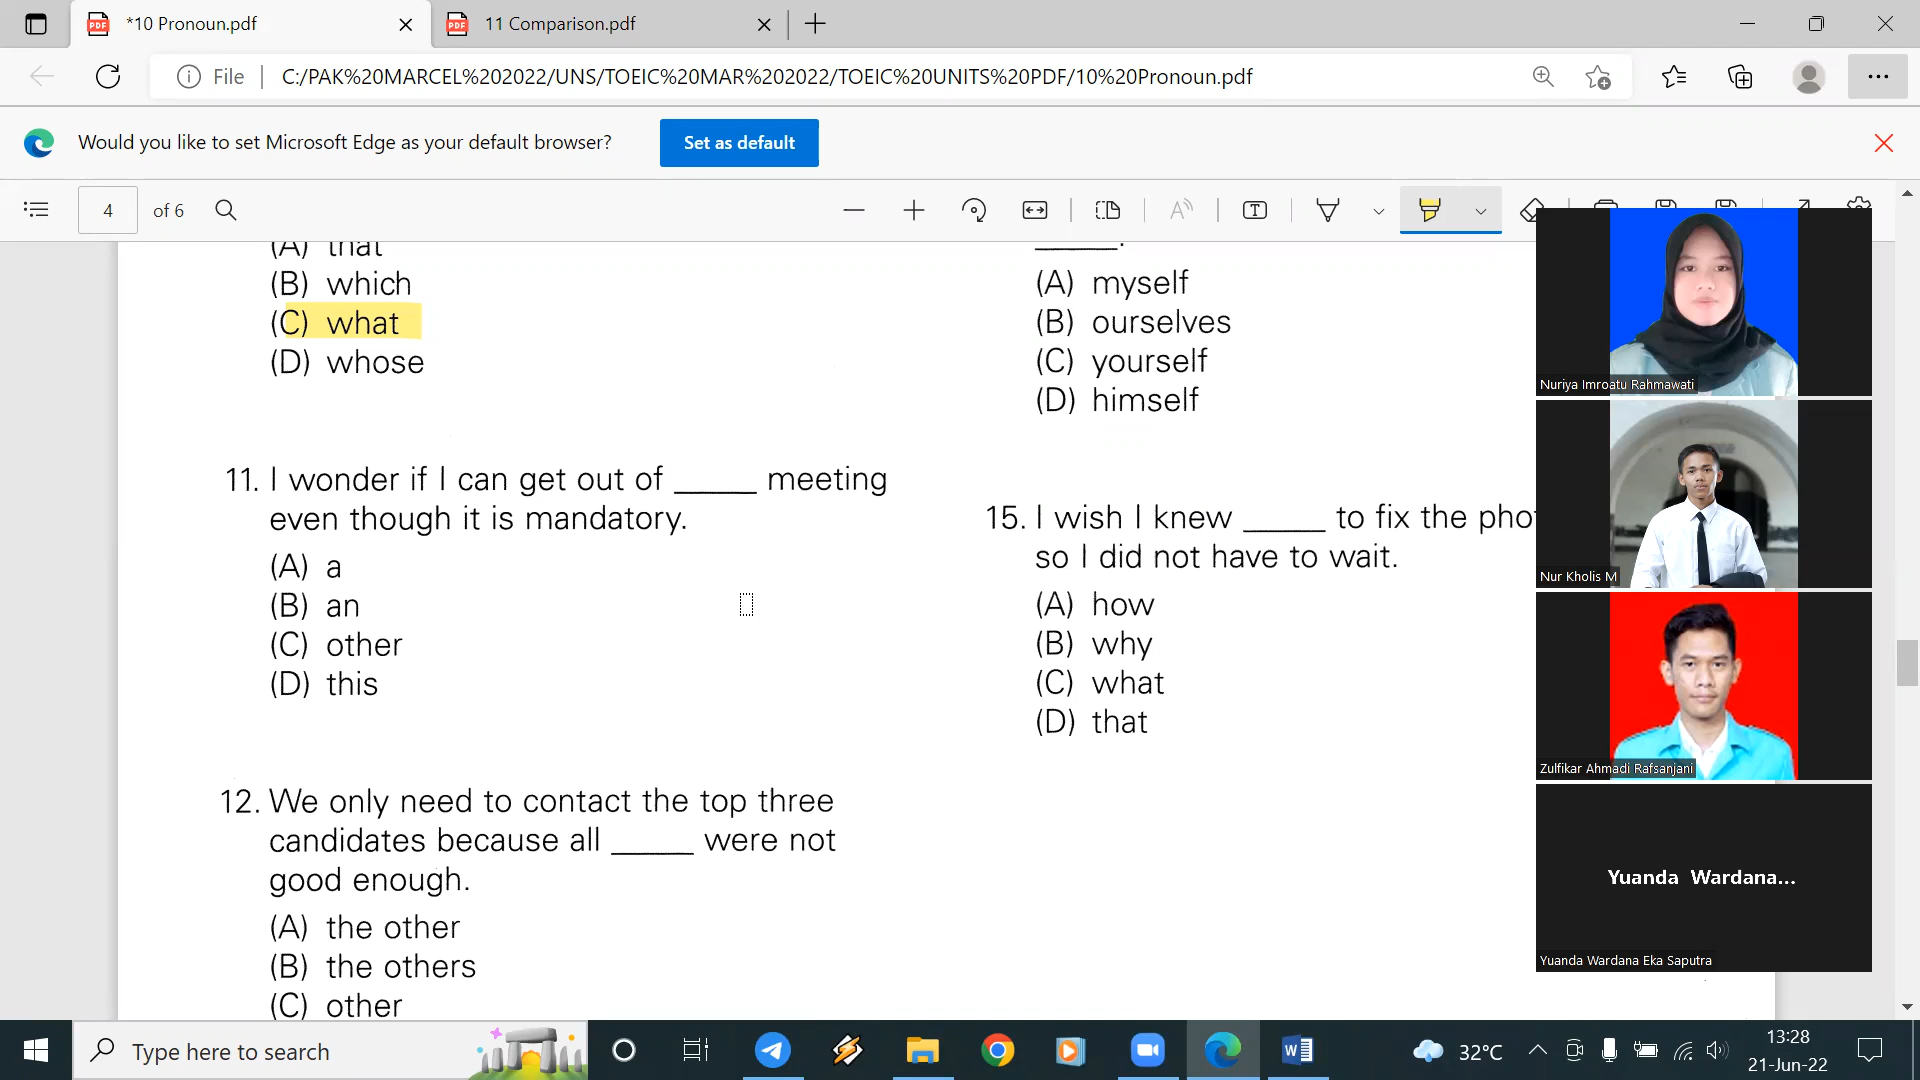 *10 Pronoun.pdf
11 Comparison.pdf
File
C:/PAK%20MARCEL%202022/UNS/TOEIC%20MAR%202022/TOEIC%20UNITS%20PDF/10%20Pronoun.pdf
Would you like to set Microsoft Edge as your default browser?
Set as default
4 of 6
(A) that
(B) which
(C) what
(D) whose
11. I wonder if I can get out of _____ meeting
even though it is mandatory.
(A) a
(B) an
(C) other
(D) this
12. We only need to contact the top three
candidates because all _____ were not
good enough.
(A) the other
(B) the others
(C) other
_____.
(A) myself
(B) ourselves
(C) yourself
(D) himself
15. I wish I knew _____ to fix the
so I did not have to wait.
(A) how
(B) why
(C) what
(D) that
Nuriya Imroatu Rahmawati
Nur Kholis M
Zulfikar Ahmadi Rafsanjani
Yuanda Wardana...
Yuanda Wardana Eka Saputra
Type here to search
32°C
13:28
21-Jun-22